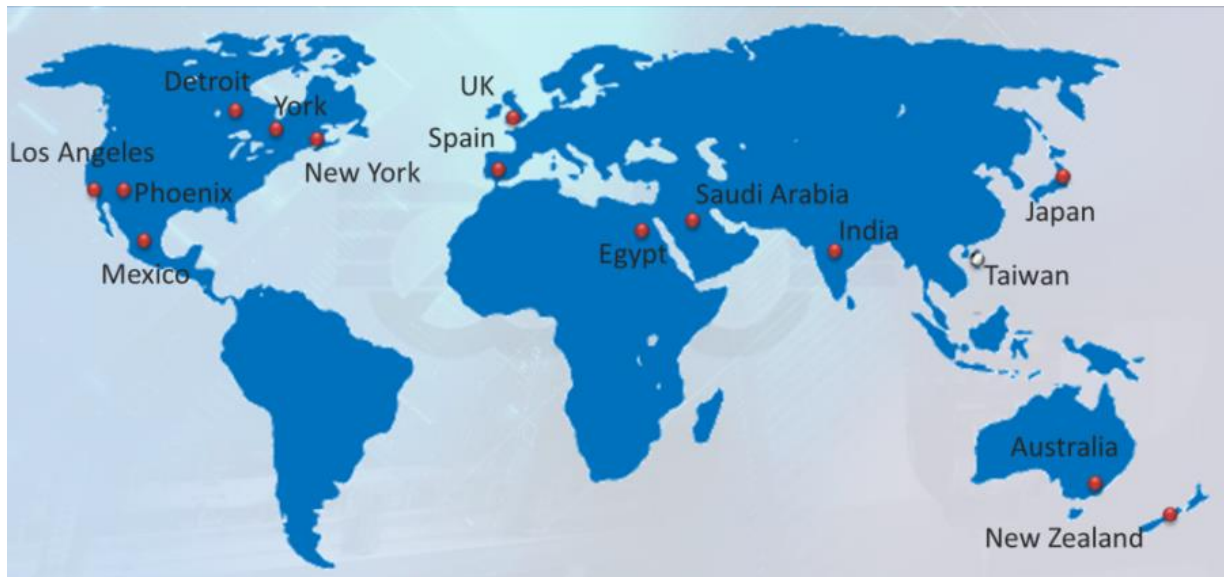 Detroit
York
Los Angeles
Phoenix
New York
Mexico
UK
Spain
Saudi Arabia
Egypt
India
Japan
Taiwan
Australia
New Zealand